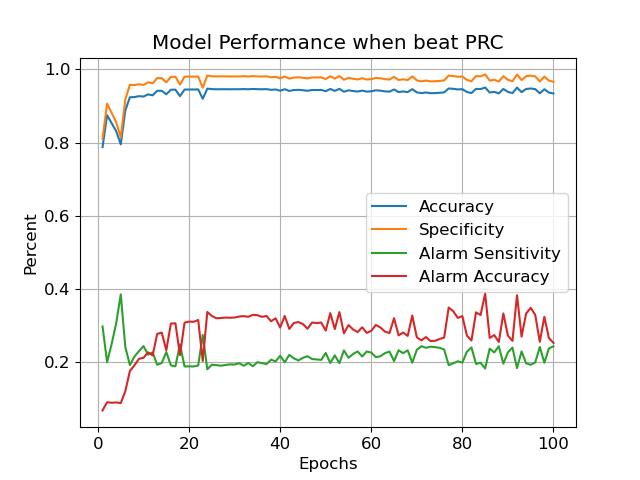 Model Performance when beat PRC
1.0
0.8
0.6
0.4
0.2
Percent
Accuracy
Specificity
Alarm Sensitivity
Alarm Accuracy
0 20 40 60 80 100
Epochs